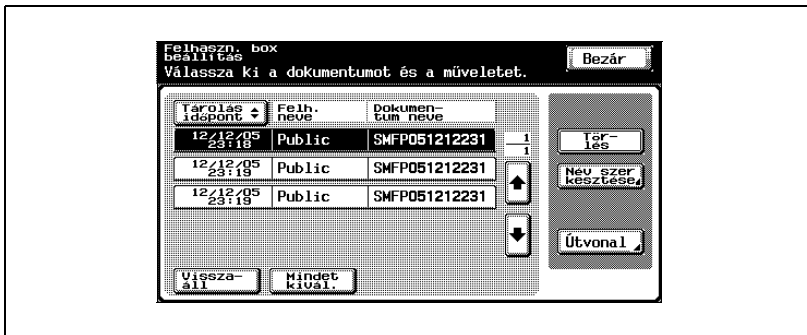 Felhaszn. box
beállítás
Bezár
Válassza ki a dokumentumot és a műveletet.
Tárolás
időpont
Felh.
neve
Dokumen-
tum neve
12/12/05
23:18
Public
SMFP051212231
1
1
Tör-
lés
12/12/05
23:19
Public
SMFP051212231
Név szer
kesztése
12/12/05
23:19
Public
SMFP051212231
Útvonal
Vissza-
áll
Mindet
kivál.